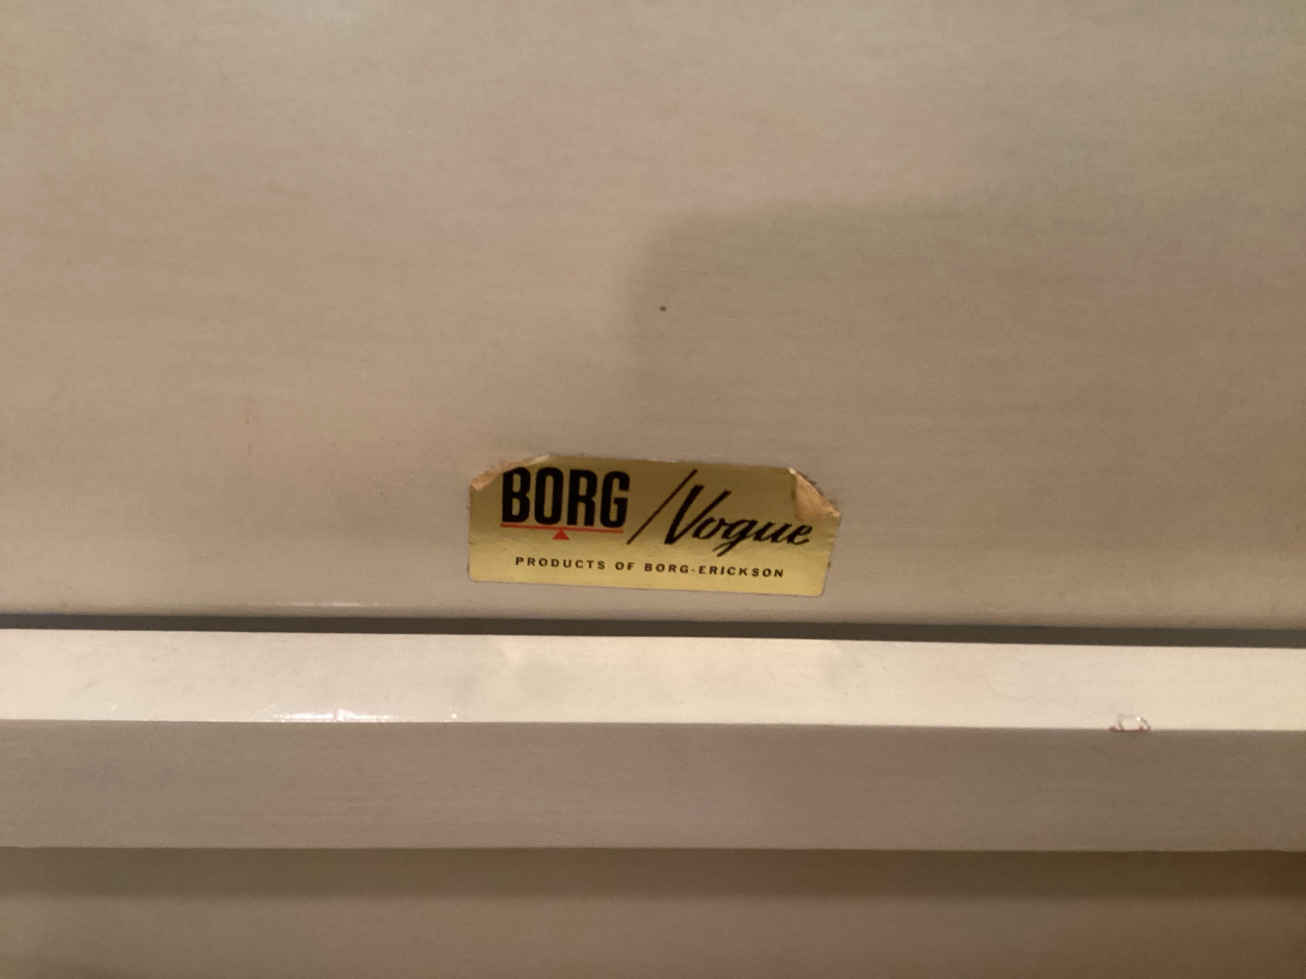 BORG / Vogue
PRODUCTS OF BORG-ERICKSON